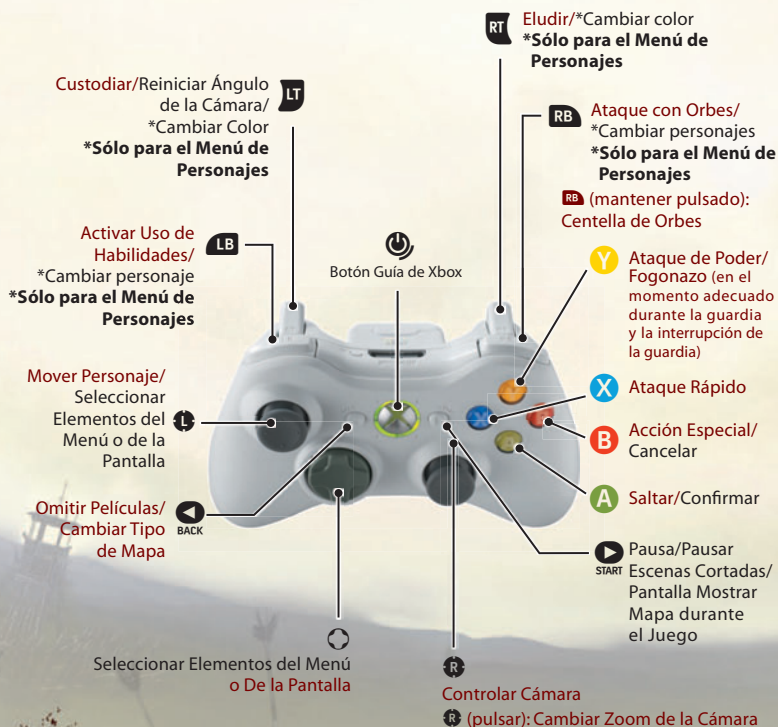 RT
Eludir/*Cambiar color
*Sólo para el Menú de
Personajes
LT
Custodiar/Reiniciar Ángulo
de la Cámara/
*Cambiar Color
*Sólo para el Menú de
Personajes
RB
Ataque con Orbes/
*Cambiar personajes
*Sólo para el Menú de
Personajes
RB (mantener pulsado):
Centella de Orbes
LB
Activar Uso de
Habilidades/
*Cambiar personaje
*Sólo para el Menú de
Personajes
Botón Guía de Xbox
Y
Ataque de Poder/
Fogonazo (en el
momento adecuado
durante la guardia
y la interrupción de
la guardia)
X
Ataque Rápido
B
Acción Especial/
Cancelar
A
Saltar/Confirmar
L
Mover Personaje/
Seleccionar
Elementos del
Menú o de la
Pantalla
BACK
Omitir Películas/
Cambiar Tipo
de Mapa
START
Pausa/Pausar
Escenas Cortadas/
Pantalla Mostrar
Mapa durante
el Juego
Seleccionar Elementos del Menú
o De la Pantalla
R
Controlar Cámara
R (pulsar): Cambiar Zoom de la Cámara